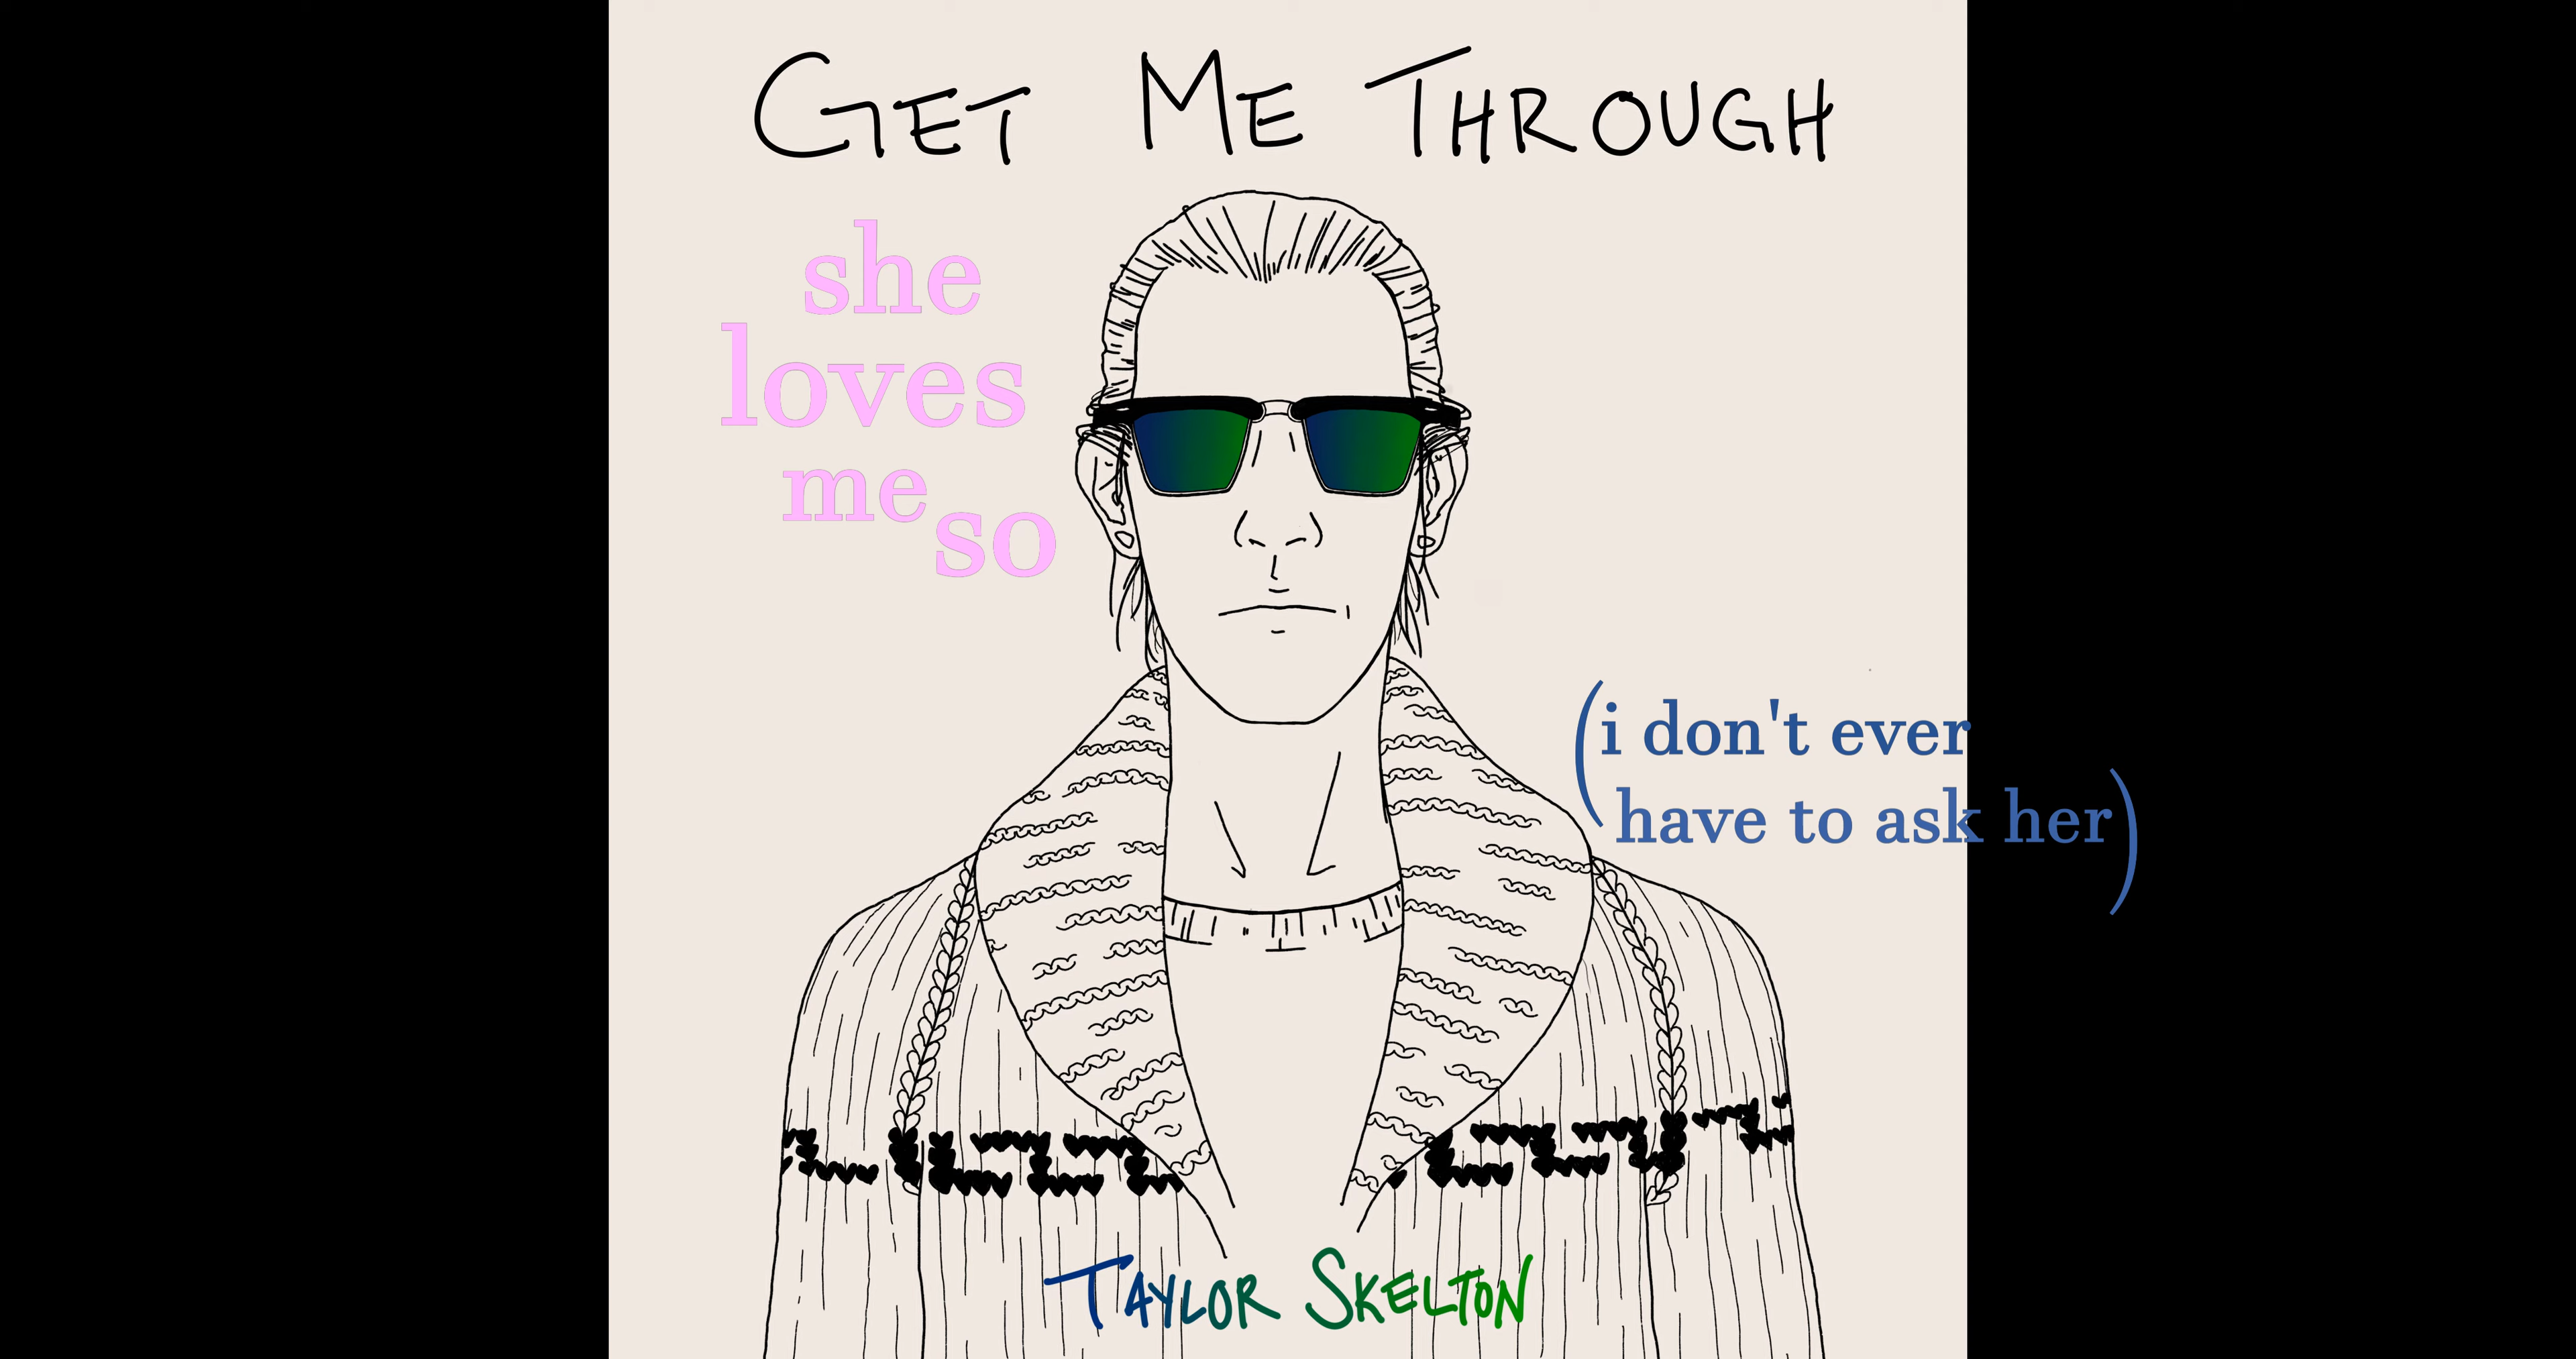 GET ME THROUGH
she
loves
me
so
(i don't ever
have to ask her)
TAYLOR SKELTON